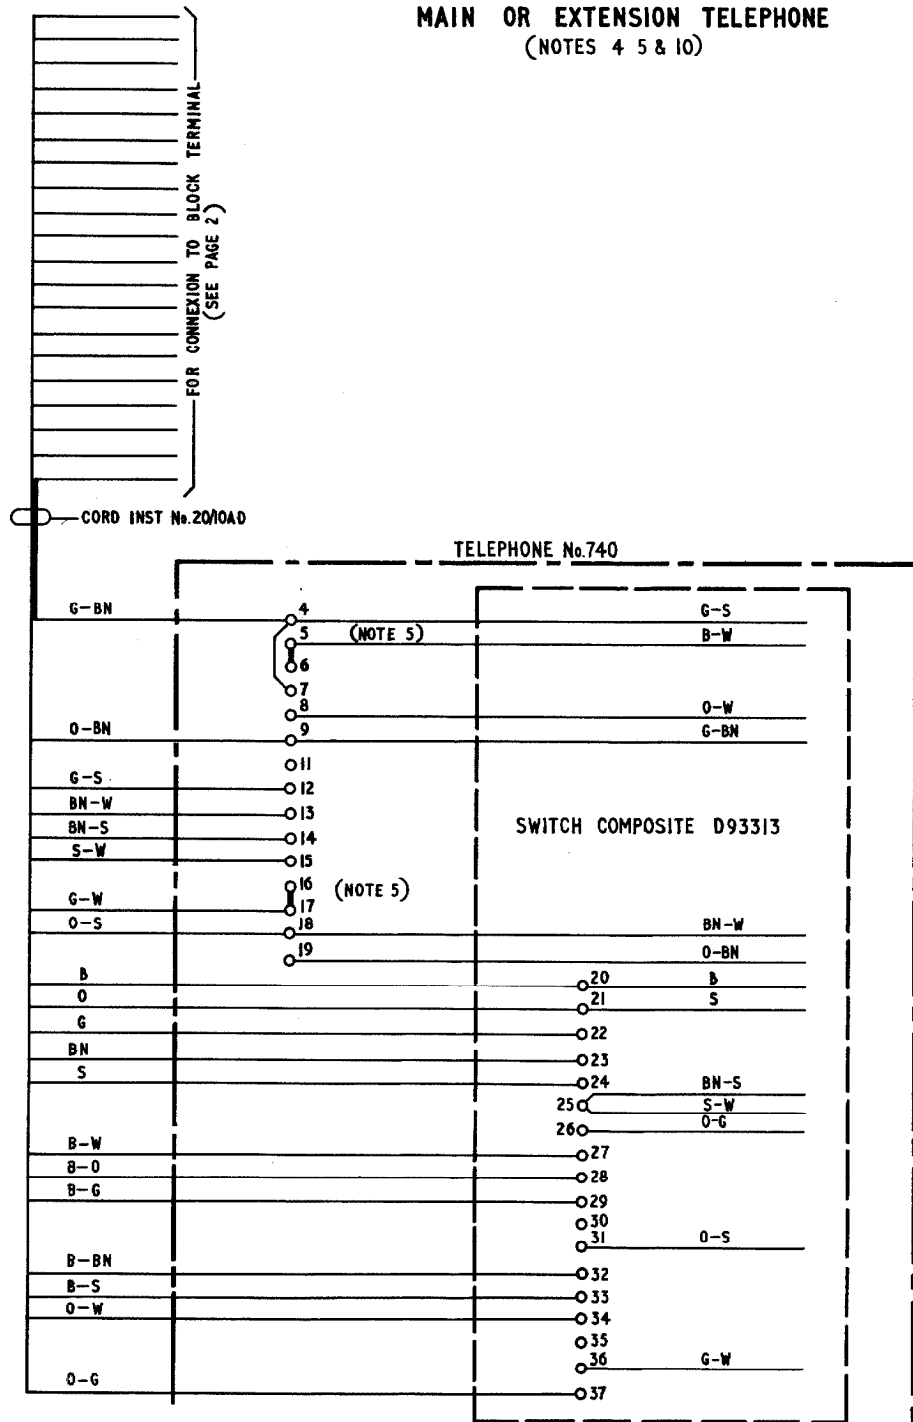 MAIN OR EXTENSION TELEPHONE
(NOTES 4 5 & 10)
FOR CONNEXION TO BLOCK TERMINAL
(SEE PAGE 2)
CORD INST No.20/10AD
TELEPHONE No.740
G-BN 4 G-S
5 (NOTE 5) B-W
6
7
8 O-W
O-BN 9 G-BN
11
G-S 12
BN-W 13
SWITCH COMPOSITE D93313
BN-S 14
S-W 15
16 (NOTE 5)
G-W 17
O-S 18 BN-W
19 O-BN
B 20 B
O 21 S
G 22
BN 23
S 24 BN-S
25 S-W
26 O-G
B-W 27
B-O 28
B-G 29
30
31 O-S
B-BN 32
B-S 33
O-W 34
35
36 G-W
O-G 37